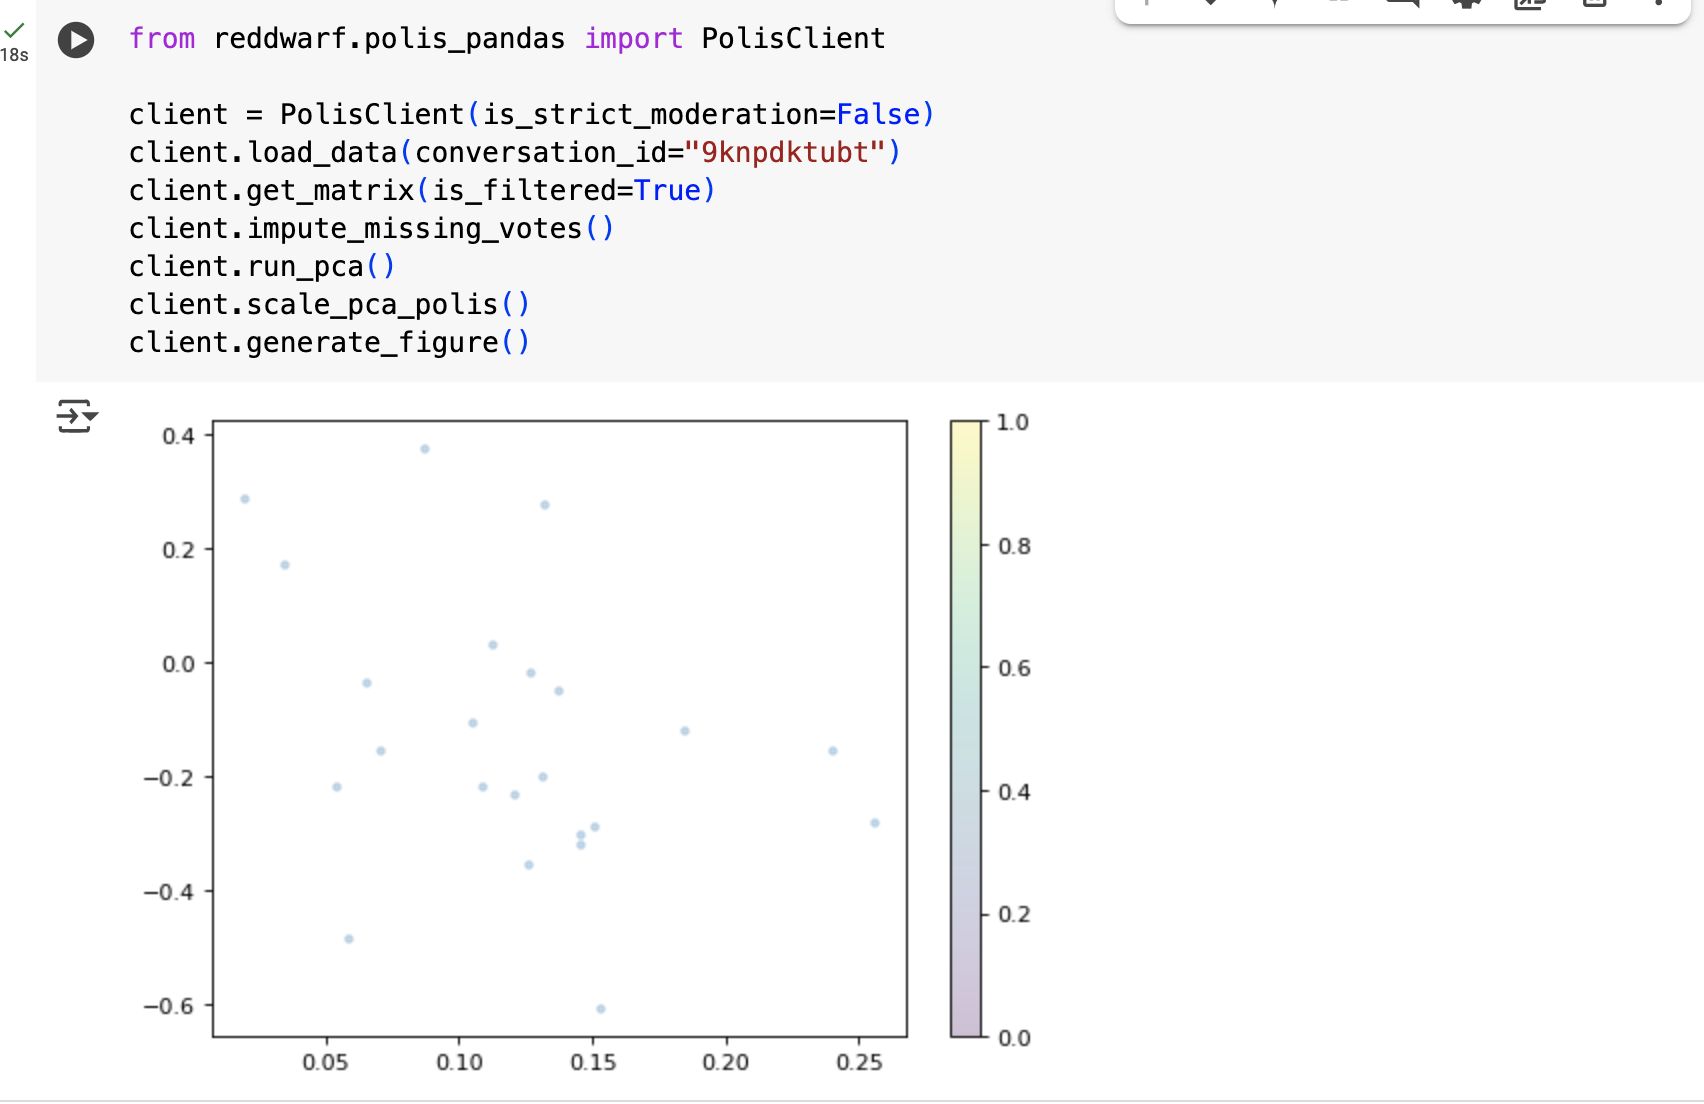 from reddwarf.polis_pandas import PolisClient
18s
client = PolisClient(is_strict_moderation=False)
client.load_data(conversation_id="9knpdktubt")
client.get_matrix(is_filtered=True)
client.impute_missing_votes()
client.run_pca()
client.scale_pca_polis()
client.generate_figure()
0.4
0.2
0.0
−0.2
−0.4
−0.6
0.05 0.10 0.15 0.20 0.25
1.0
0.8
0.6
0.4
0.2
0.0